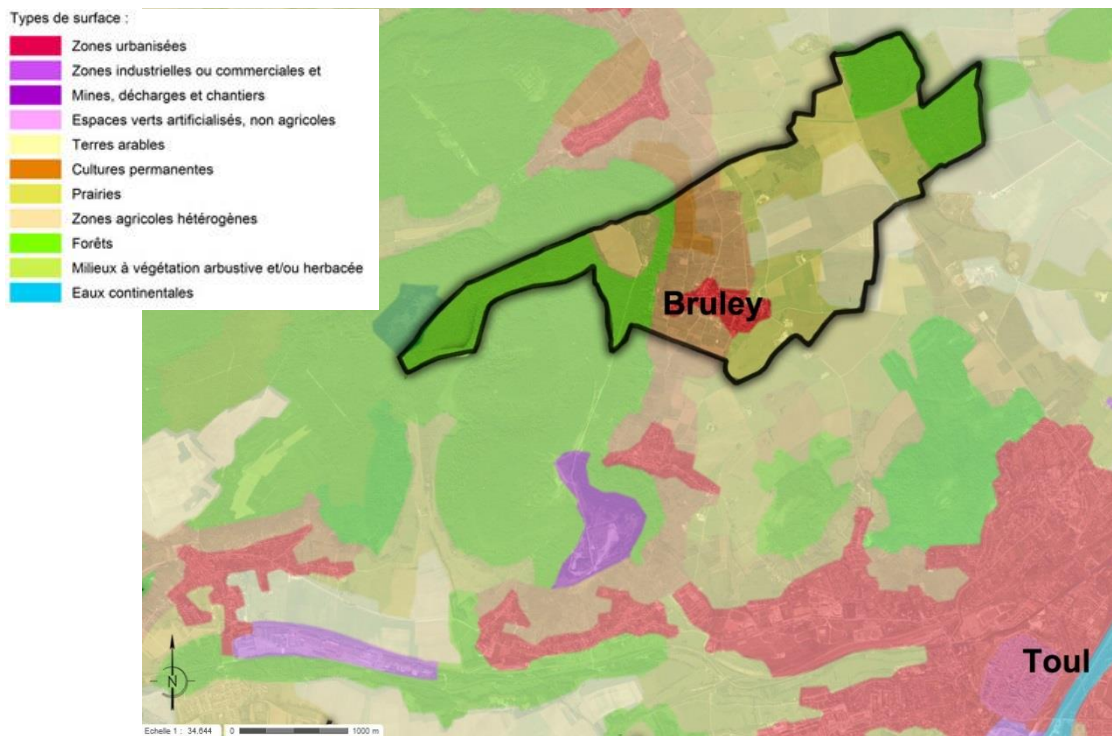 Types de surface :
Zones urbanisées
Zones industrielles ou commerciales et
Mines, décharges et chantiers
Espaces verts artificialisés, non agricoles
Terres arables
Cultures permanentes
Prairies
Zones agricoles hétérogènes
Forêts
Milieux à végétation arbustive et/ou herbacée
Eaux continentales
Bruley
Toul
N
Echelle 1 : 34,644 0 1000 m